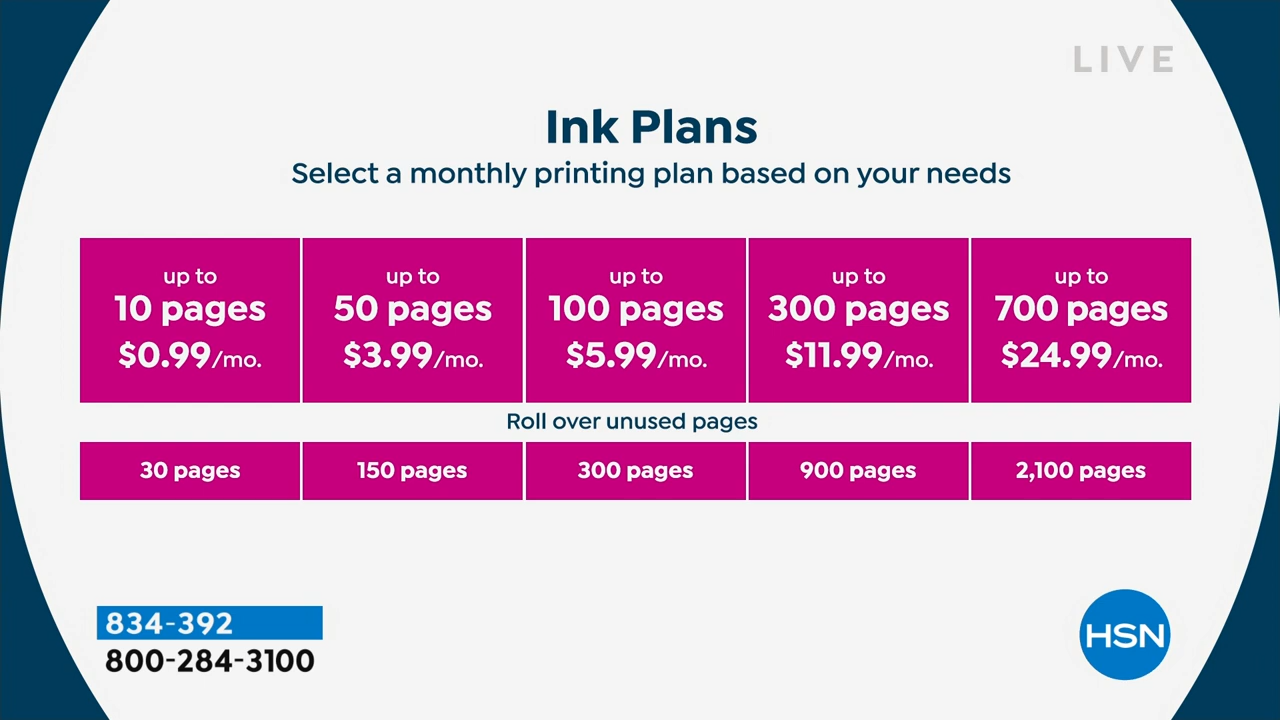 LIVE
Ink Plans
Select a monthly printing plan based on your needs
up to
10 pages
$0.99/mo.
up to
50 pages
$3.99/mo.
up to
100 pages
$5.99/mo.
up to
300 pages
$11.99/mo.
up to
700 pages
$24.99/mo.
Roll over unused pages
30 pages
150 pages
300 pages
900 pages
2,100 pages
834-392
800-284-3100
HSN